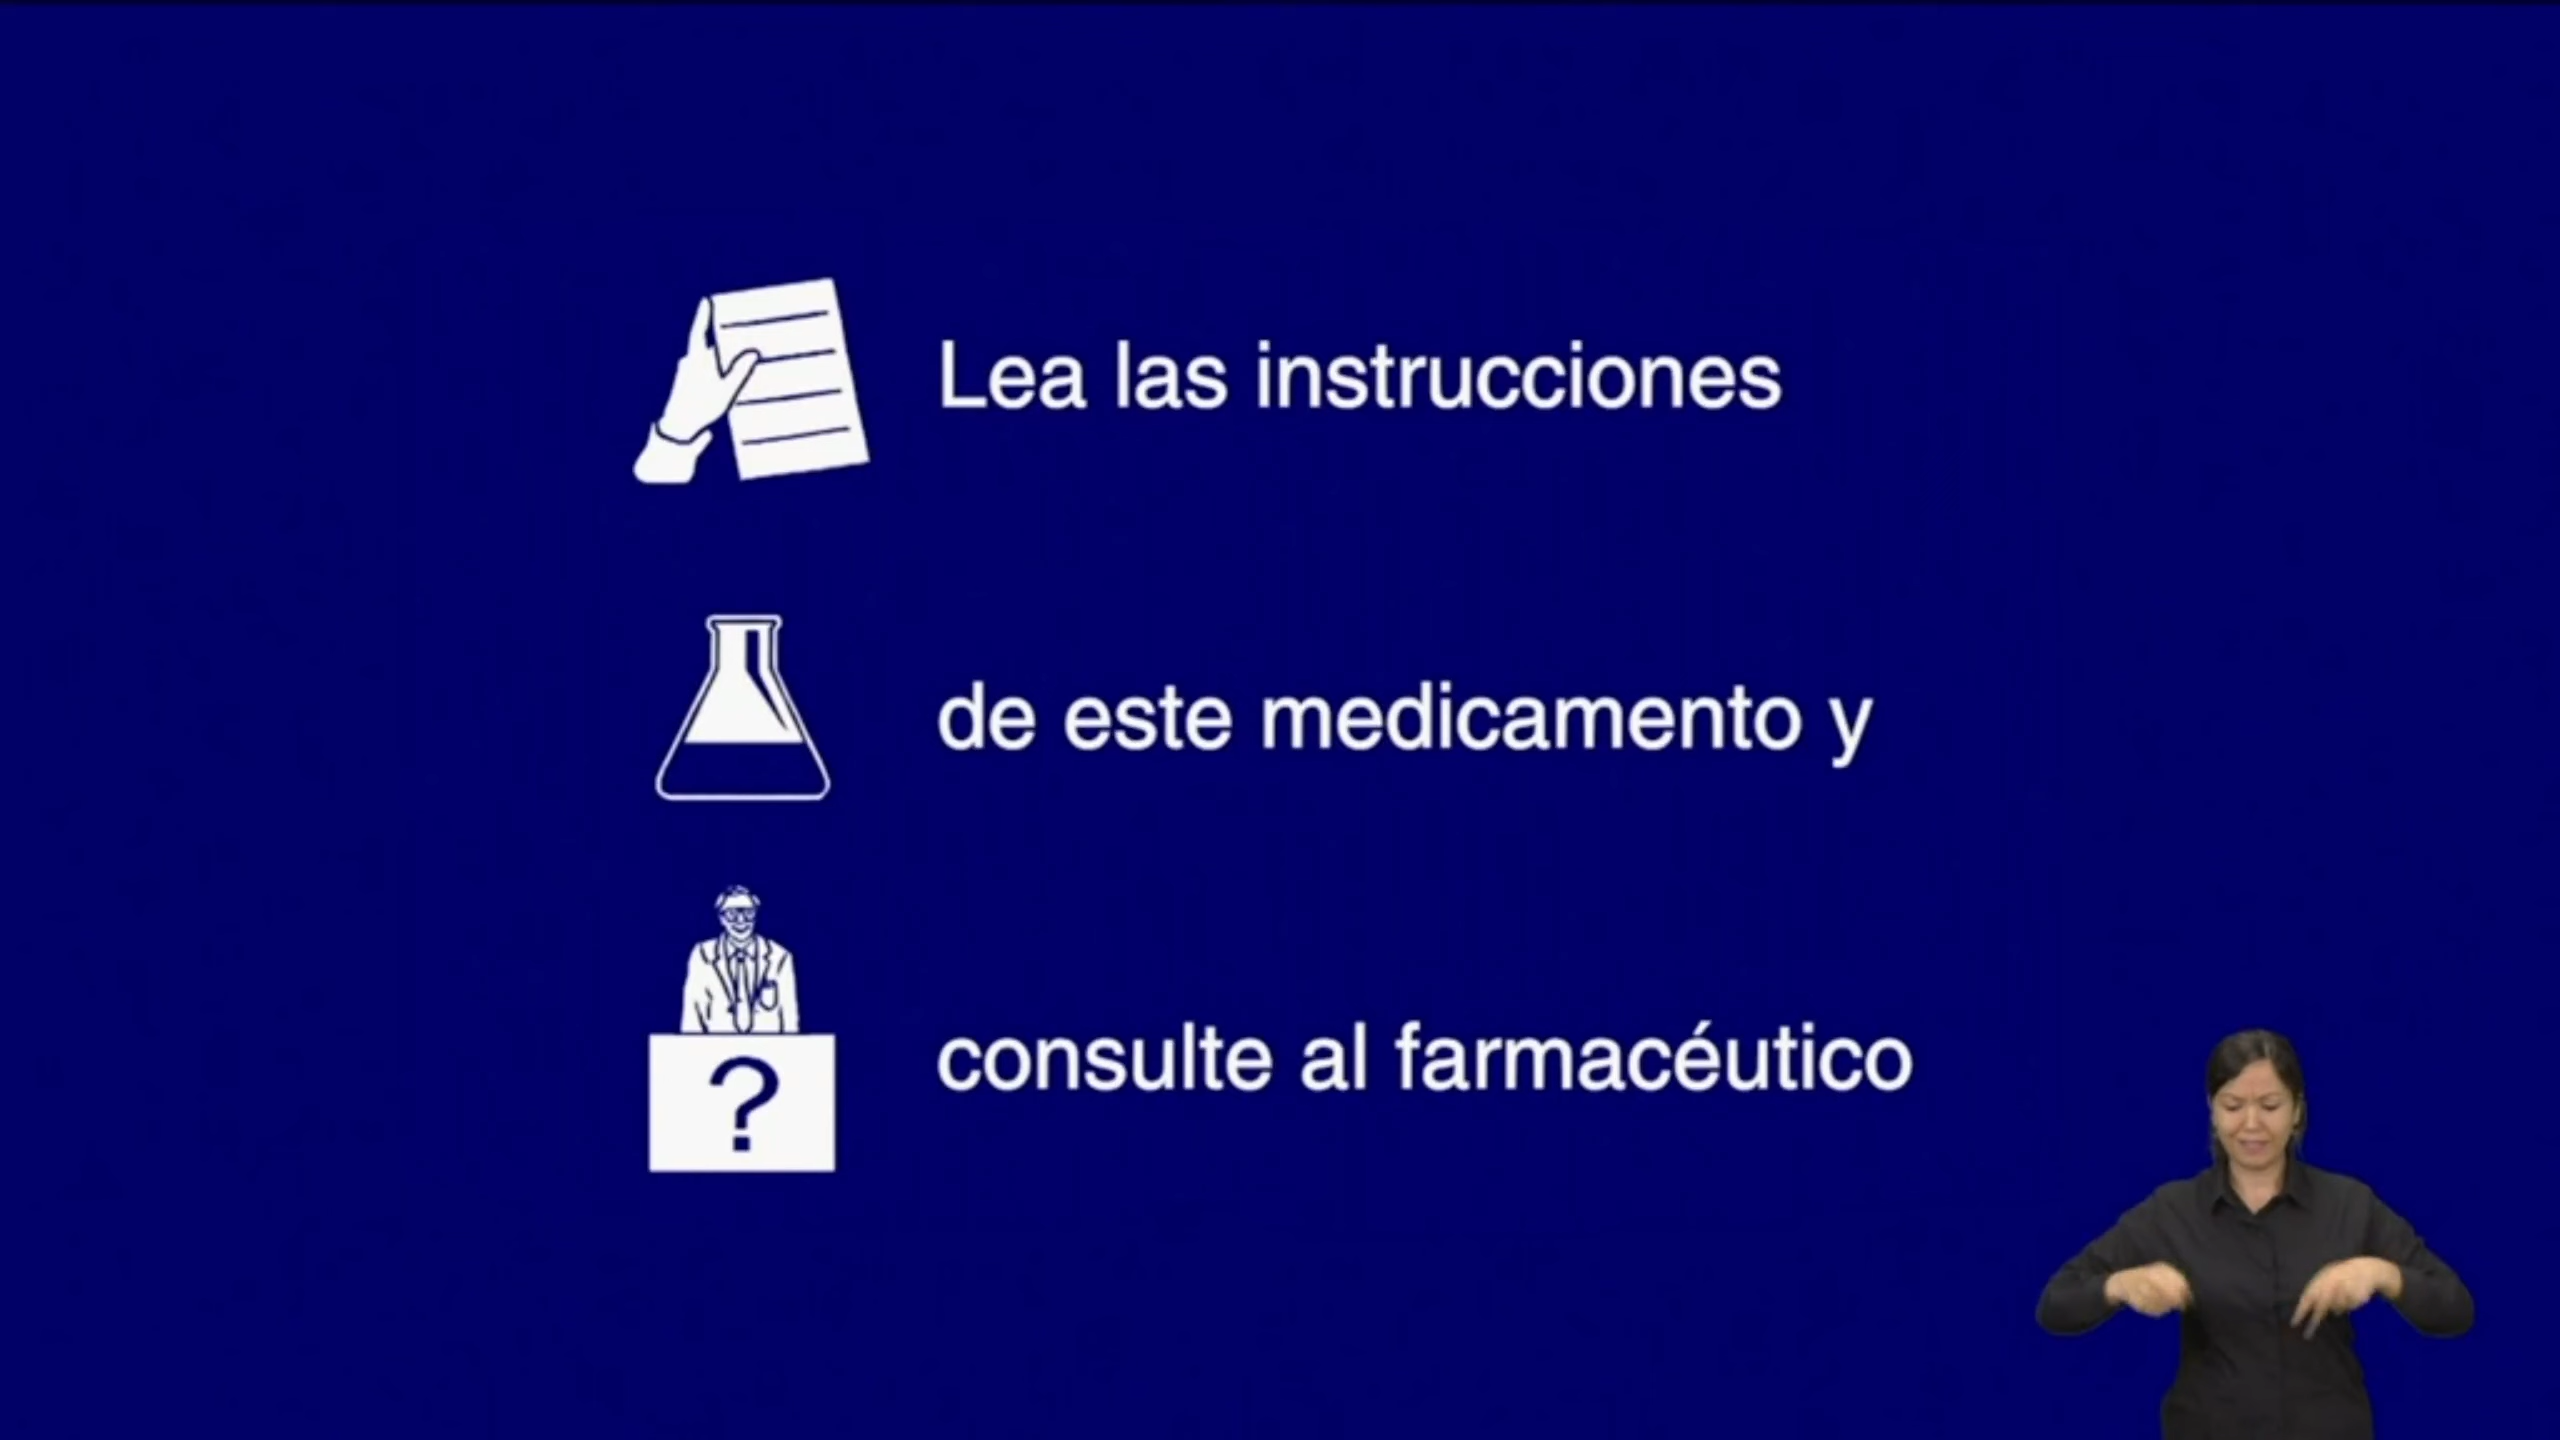 Lea las instrucciones
de este medicamento y
consulte al farmacéutico
?